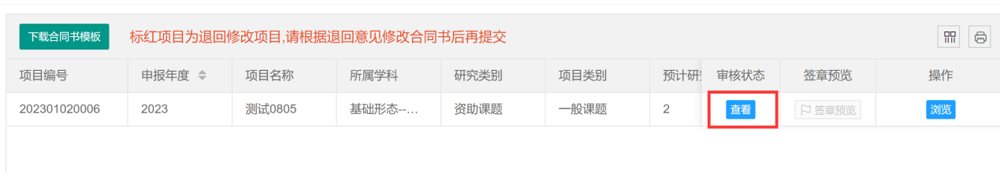 下载合同书模板 标红项目为退回修改项目,请根据退回意见修改合同书后再提交
项目编号 申报年度 项目名称 所属学科 研究类别 项目类别 预计研 审核状态 签章预览 操作
202301020006 2023 测试0805 基础形态--... 资助课题 一般课题 2 查看 签章预览 浏览